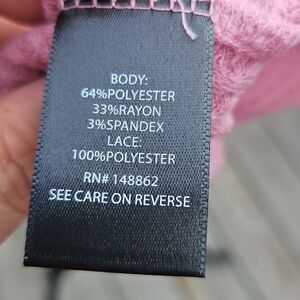 BODY:
64%POLYESTER
33%RAYON
3%SPANDEX
LACE:
100%POLYESTER
RN# 148862
SEE CARE ON REVERSE